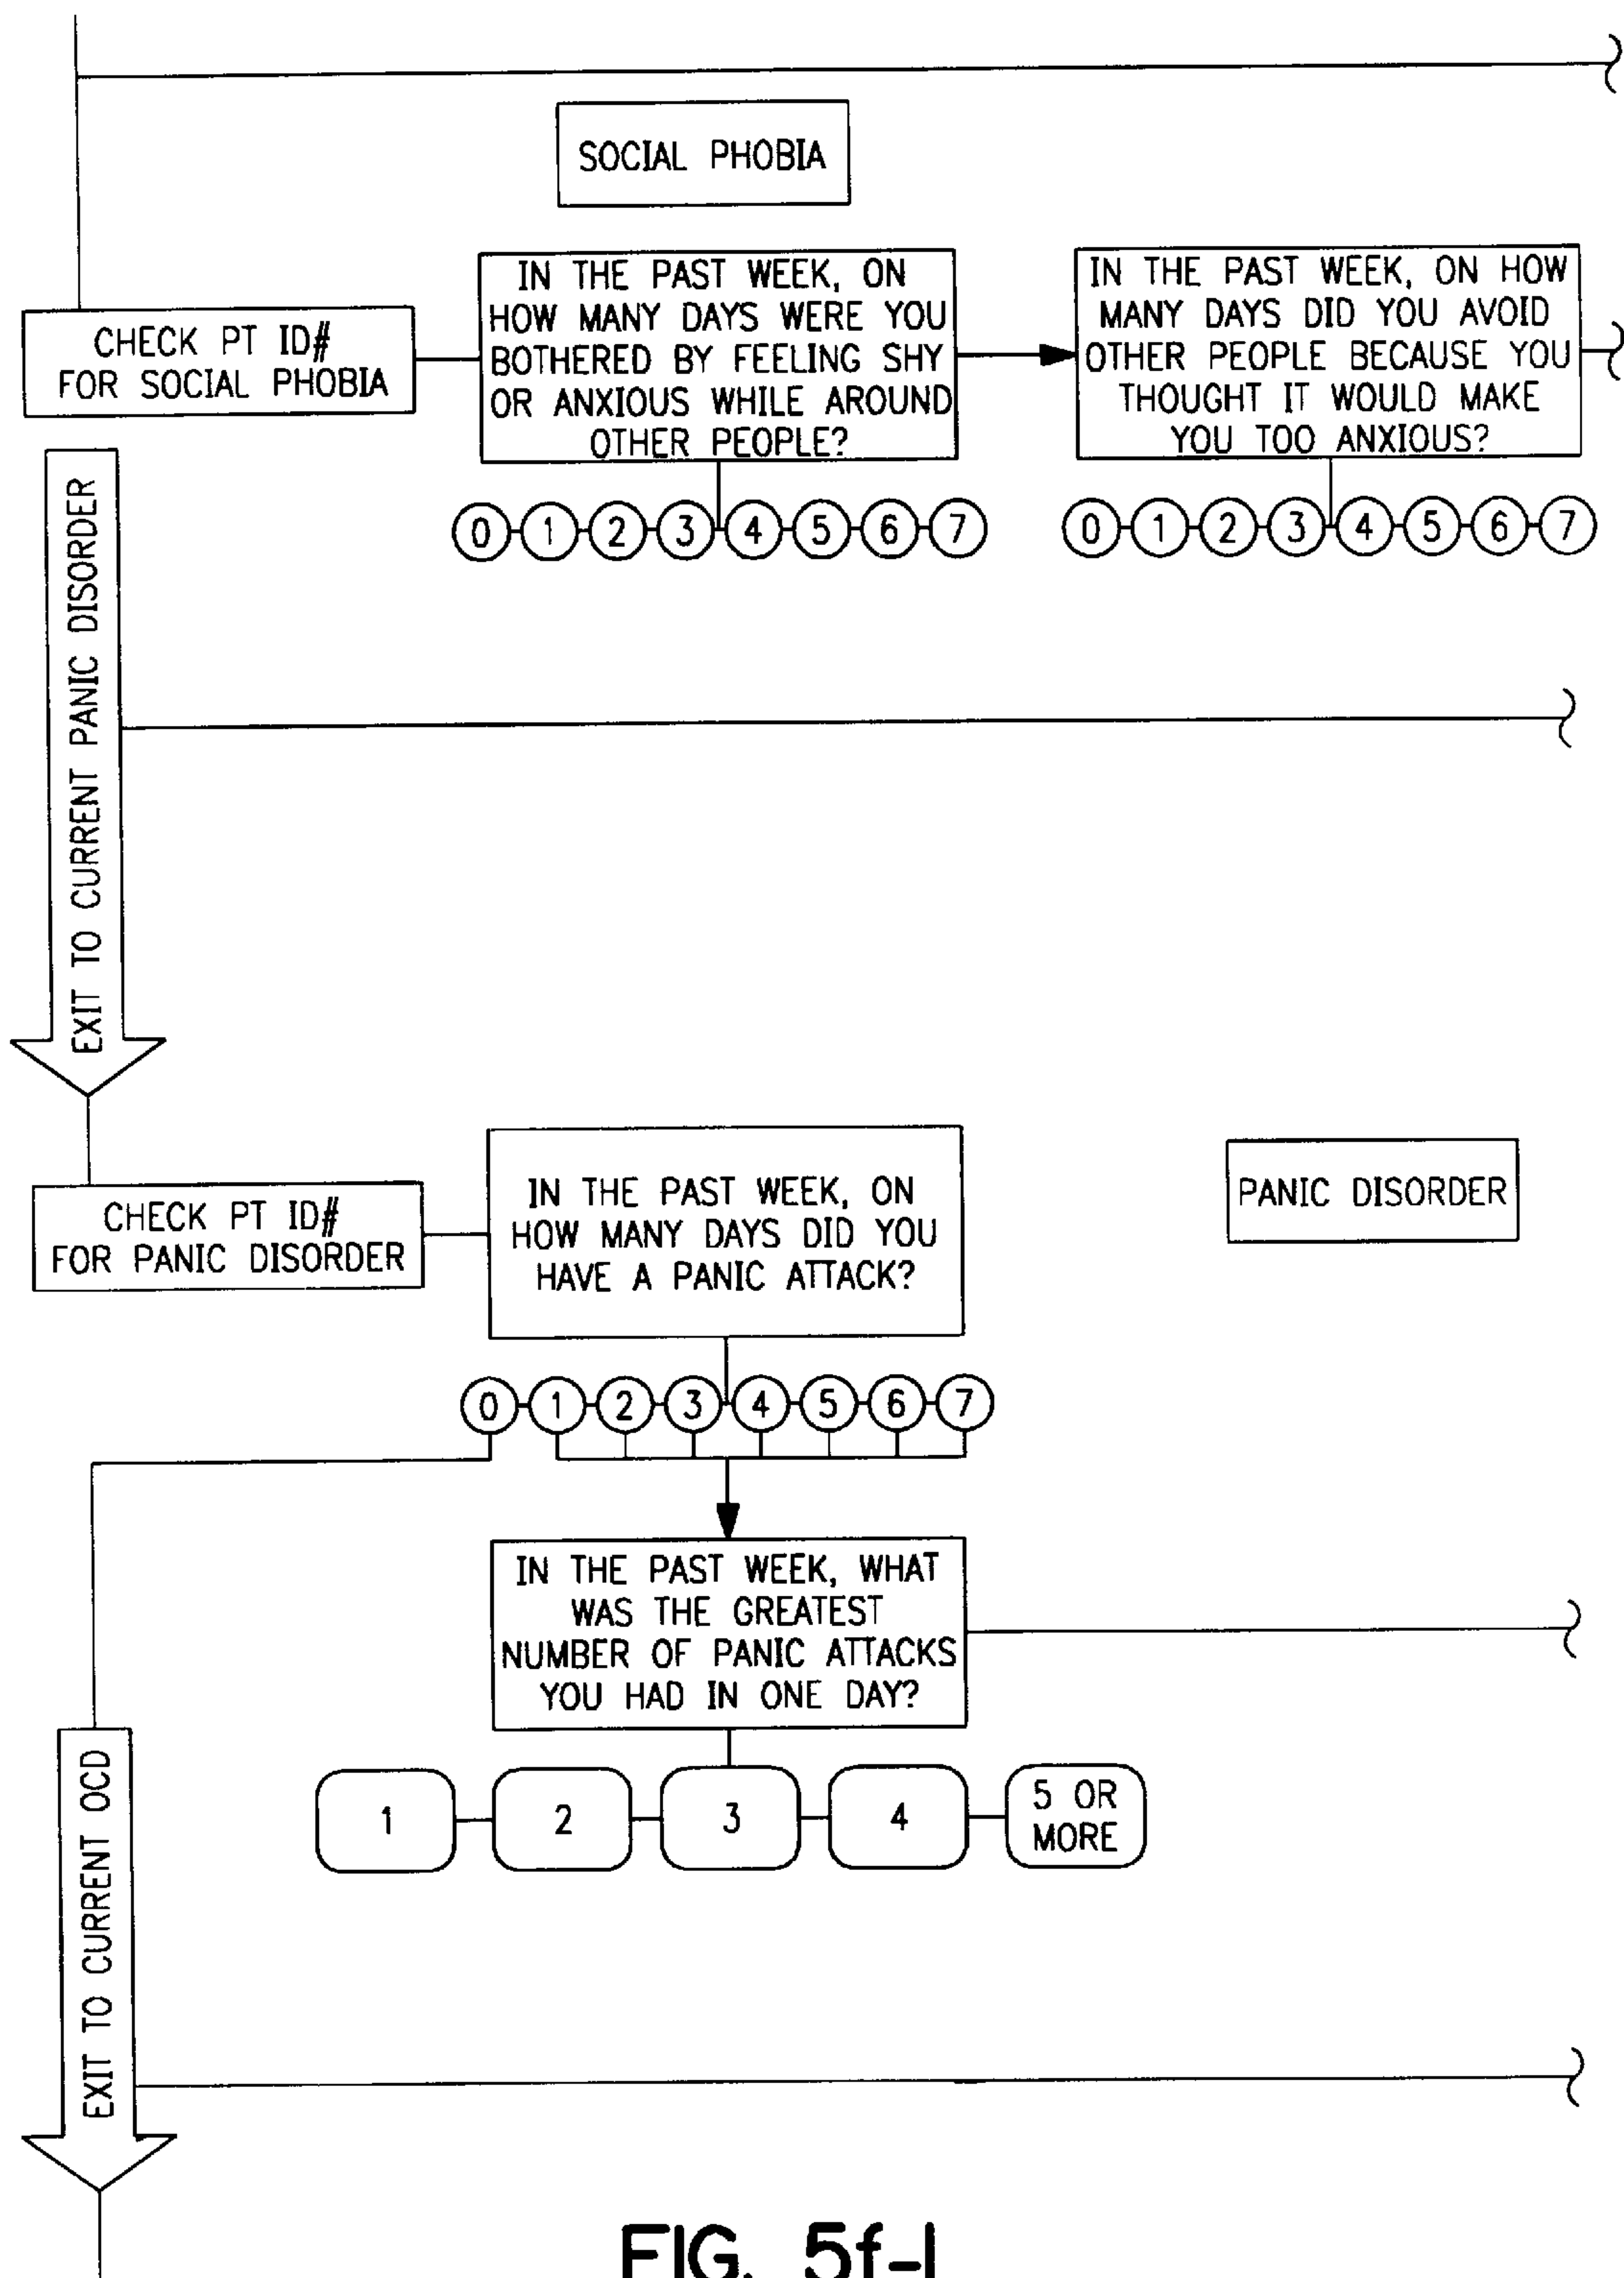 SOCIAL PHOBIA
CHECK PT ID#
FOR SOCIAL PHOBIA
IN THE PAST WEEK, ON
HOW MANY DAYS WERE YOU
BOTHERED BY FEELING SHY
OR ANXIOUS WHILE AROUND
OTHER PEOPLE?
IN THE PAST WEEK, ON HOW
MANY DAYS DID YOU AVOID
OTHER PEOPLE BECAUSE YOU
THOUGHT IT WOULD MAKE
YOU TOO ANXIOUS?
0 1 2 3 4 5 6 7
0 1 2 3 4 5 6 7
EXIT TO CURRENT PANIC DISORDER
CHECK PT ID#
FOR PANIC DISORDER
IN THE PAST WEEK, ON
HOW MANY DAYS DID YOU
HAVE A PANIC ATTACK?
PANIC DISORDER
0 1 2 3 4 5 6 7
IN THE PAST WEEK, WHAT
WAS THE GREATEST
NUMBER OF PANIC ATTACKS
YOU HAD IN ONE DAY?
1 2 3 4 5 OR
MORE
EXIT TO CURRENT OCD
FIG. 5f-1